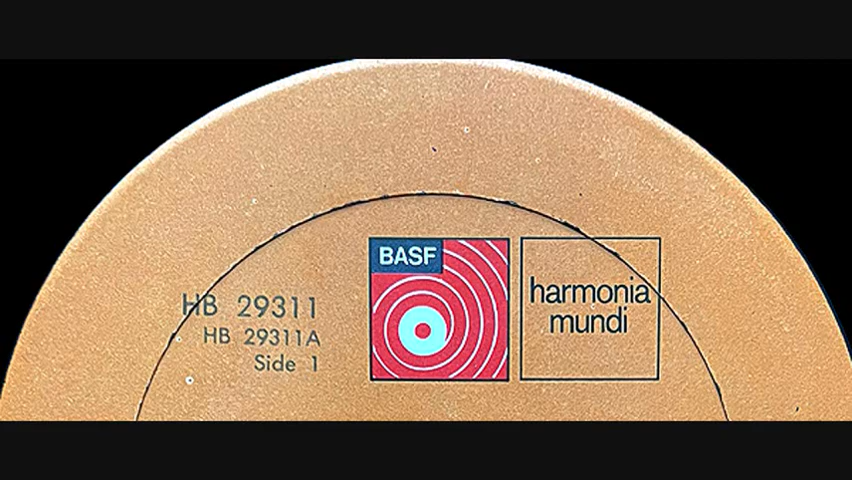 BASF
harmonia
mundi
HB 29311
HB 29311A
Side 1